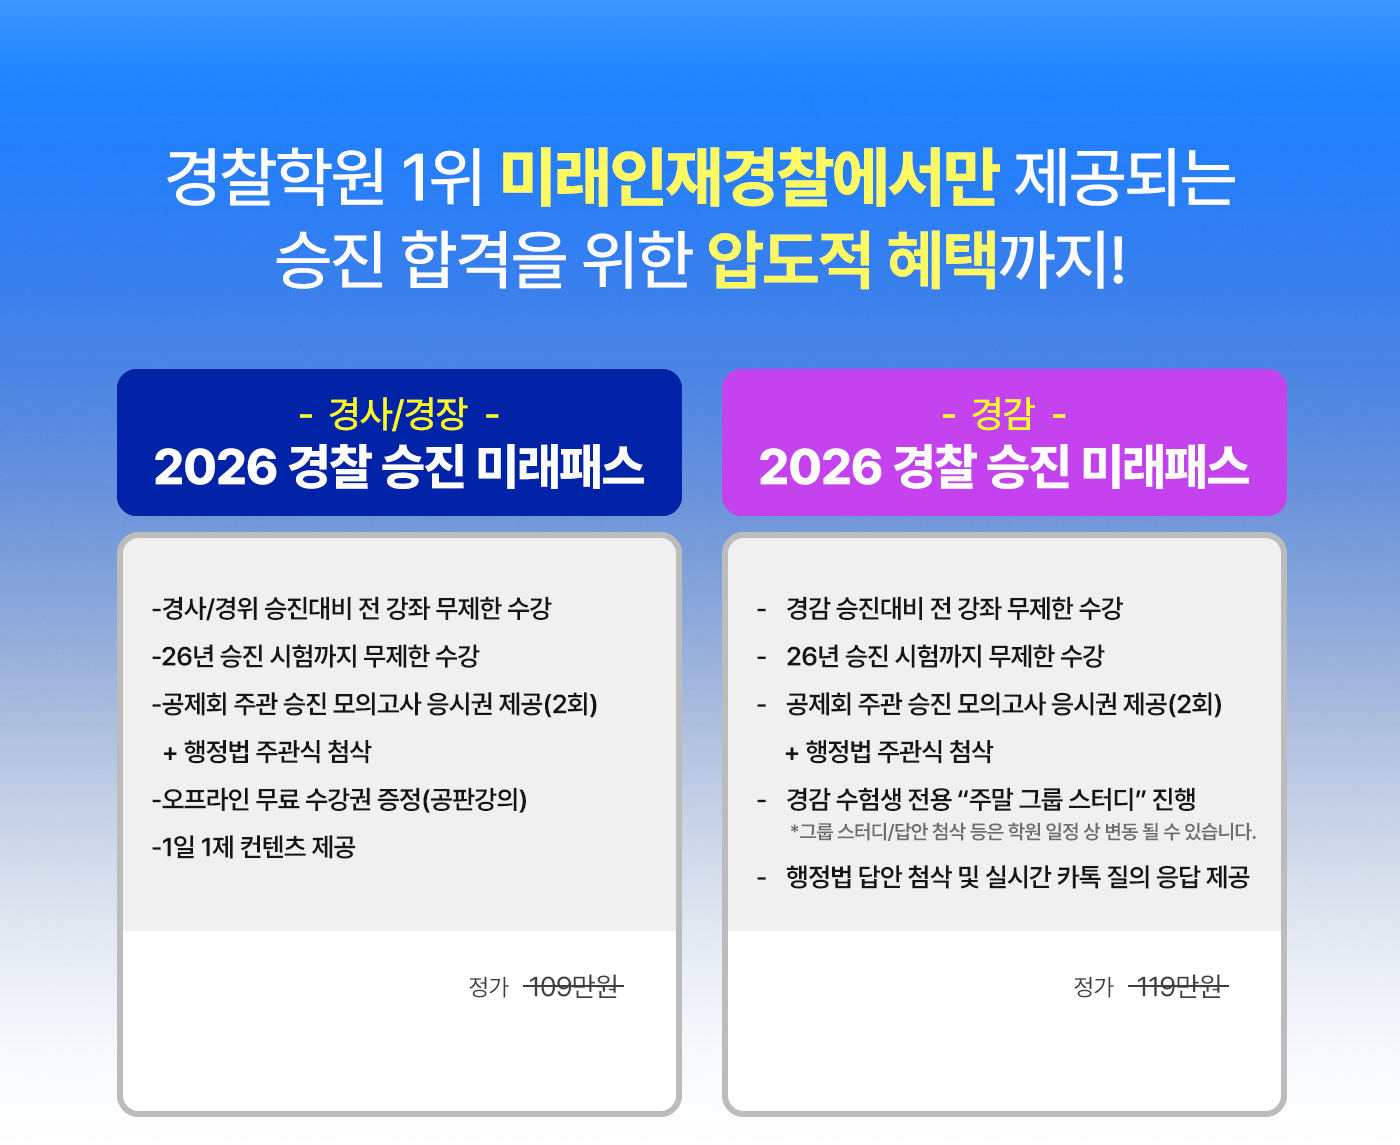 경찰학원 1위 미래인재경찰에서만 제공되는
승진 합격을 위한 압도적 혜택까지!
- 경사/경장 -
2026 경찰 승진 미래패스
-경사/경위 승진대비 전 강좌 무제한 수강
-26년 승진 시험까지 무제한 수강
-공제회 주관 승진 모의고사 응시권 제공(2회)
+ 행정법 주관식 첨삭
-오프라인 무료 수강권 증정(공판강의)
-1일 1제 컨텐츠 제공
정가 109만원
- 경감 -
2026 경찰 승진 미래패스
- 경감 승진대비 전 강좌 무제한 수강
- 26년 승진 시험까지 무제한 수강
- 공제회 주관 승진 모의고사 응시권 제공(2회)
+ 행정법 주관식 첨삭
- 경감 수험생 전용 “주말 그룹 스터디” 진행
*그룹 스터디/답안 첨삭 등은 학원 일정 상 변동 될 수 있습니다.
- 행정법 답안 첨삭 및 실시간 카톡 질의 응답 제공
정가 119만원